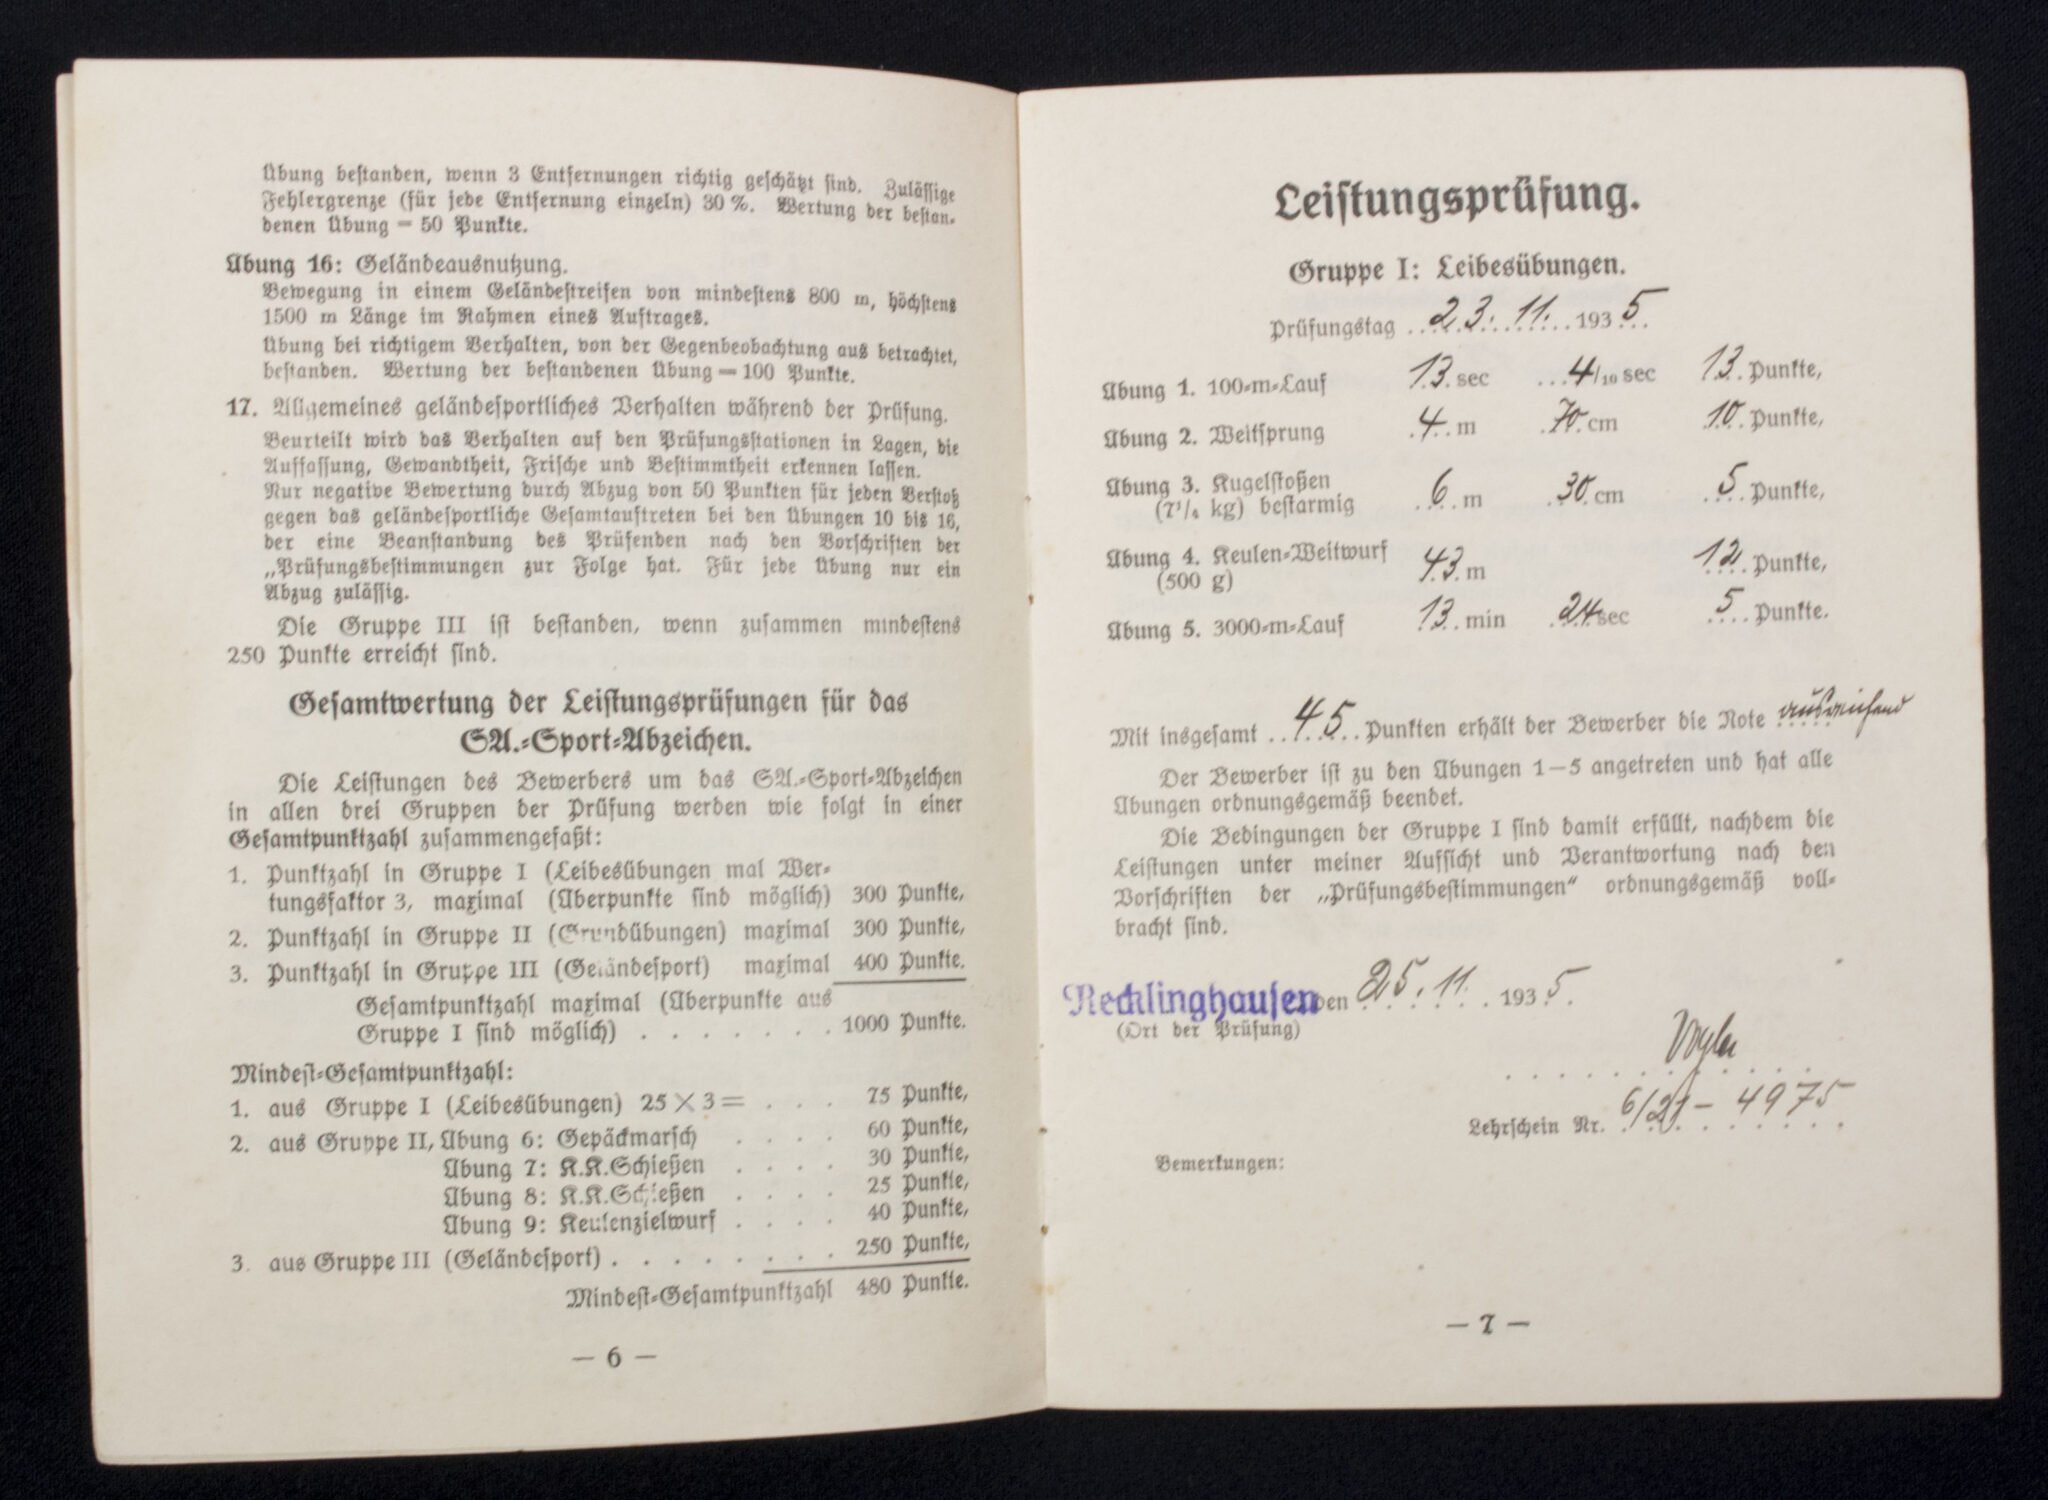 Übung bestanden, wenn 3 Entfernungen richtig geschätzt sind. Zulässige
Fehlergrenze (für jede Entfernung einzeln) 30 %. Wertung der bestan-
denen Übung = 50 Punkte.
Übung 16: Geländeausnutzung.
Bewegung in einem Geländestreifen von mindestens 800 m, höchstens
1500 m Länge im Rahmen eines Auftrages.
Übung bei richtigem Verhalten, von der Gegenbeobachtung aus betrachtet,
bestanden. Wertung der bestandenen Übung = 100 Punkte.
17. Allgemeines geländesportliches Verhalten während der Prüfung.
Beurteilt wird das Verhalten auf den Prüfungsstationen in Lagen, die
Auffassung, Gewandtheit, Frische und Bestimmtheit erkennen lassen.
Nur negative Bewertung durch Abzug von 50 Punkten für jeden Verstoß
gegen das geländesportliche Gesamtauftreten bei den Übungen 10 bis 16,
der eine Beanstandung des Prüfenden nach den Vorschriften der
„Prüfungsbestimmungen zur Folge hat. Für jede Übung nur ein
Abzug zulässig.
Die Gruppe III ist bestanden, wenn zusammen mindestens
250 Punkte erreicht sind.
Gesamtwertung der Leistungsprüfungen für das
SA.-Sport-Abzeichen.
Die Leistungen des Bewerbers um das SA.-Sport-Abzeichen
in allen drei Gruppen der Prüfung werden wie folgt in einer
Gesamtpunktzahl zusammengefaßt:
1. Punktzahl in Gruppe I (Leibesübungen mal Wer-
tungsfaktor 3, maximal (Überpunkte sind möglich) 300 Punkte,
2. Punktzahl in Gruppe II (Grundübungen) maximal 300 Punkte,
3. Punktzahl in Gruppe III (Geländesport) maximal 400 Punkte.
Gesamtpunktzahl maximal (Überpunkte aus
Gruppe I sind möglich) . . . . . . . 1000 Punkte.
Mindest-Gesamtpunktzahl:
1. aus Gruppe I (Leibesübungen) 25 × 3 = . . . 75 Punkte,
2. aus Gruppe II, Übung 6: Gepäckmarsch . . . . 60 Punkte,
Übung 7: K.K.Schießen . . . . 30 Punkte,
Übung 8: K.K.Schießen . . . . 25 Punkte,
Übung 9: Keulenzielwurf . . . . 40 Punkte,
3. aus Gruppe III (Geländesport) . . . . . . . . 250 Punkte,
Mindest-Gesamtpunktzahl 480 Punkte.
— 6 —
Leistungsprüfung.
Gruppe I: Leibesübungen.
Prüfungstag 23. 11. 1935
Übung 1. 100-m-Lauf 13 sec 4/10 sec 13 Punkte,
Übung 2. Weitsprung 4 m 70 cm 10 Punkte,
Übung 3. Kugelstoßen
(7¼ kg) bestarmig 6 m 30 cm 5 Punkte,
Übung 4. Keulen-Weitwurf 43 m 12 Punkte,
(500 g)
Übung 5. 3000-m-Lauf 13 min 24 sec 5 Punkte.
Mit insgesamt 45 Punkten erhält der Bewerber die Note ausreichend
Der Bewerber ist zu den Übungen 1—5 angetreten und hat alle
Übungen ordnungsgemäß beendet.
Die Bedingungen der Gruppe I sind damit erfüllt, nachdem die
Leistungen unter meiner Aufsicht und Verantwortung nach den
Vorschriften der „Prüfungsbestimmungen“ ordnungsgemäß voll-
bracht sind.
Recklinghausen den 25. 11. 1935.
(Ort der Prüfung)
Lehrschein Nr. 6/21 – 4975
Bemerkungen:
— 7 —